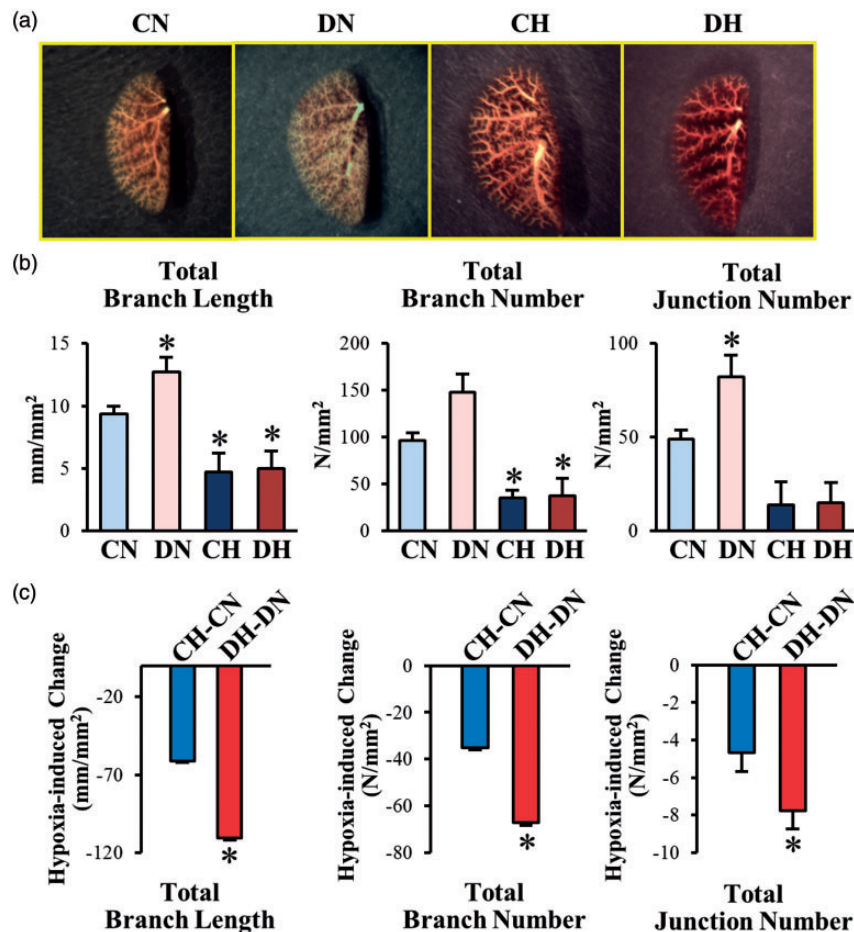 (a)
CN DN CH DH
(b)
Total
Branch Length
Total
Branch Number
Total
Junction Number
mm/mm²
15
10
5
0
*
*
*
CN DN CH DH
N/mm²
200
150
100
50
0
*
*
CN DN CH DH
N/mm²
100
50
0
*
CN DN CH DH
(c)
Hypoxia-induced Change
(mm/mm²)
CH-CN
DH-DN
-20
-70
-120
*
Total
Branch Length
Hypoxia-induced Change
(N/mm²)
CH-CN
DH-DN
0
-20
-40
-60
-80
*
Total
Branch Number
Hypoxia-induced Change
(N/mm²)
CH-CN
DH-DN
0
-2
-4
-6
-8
-10
*
Total
Junction Number